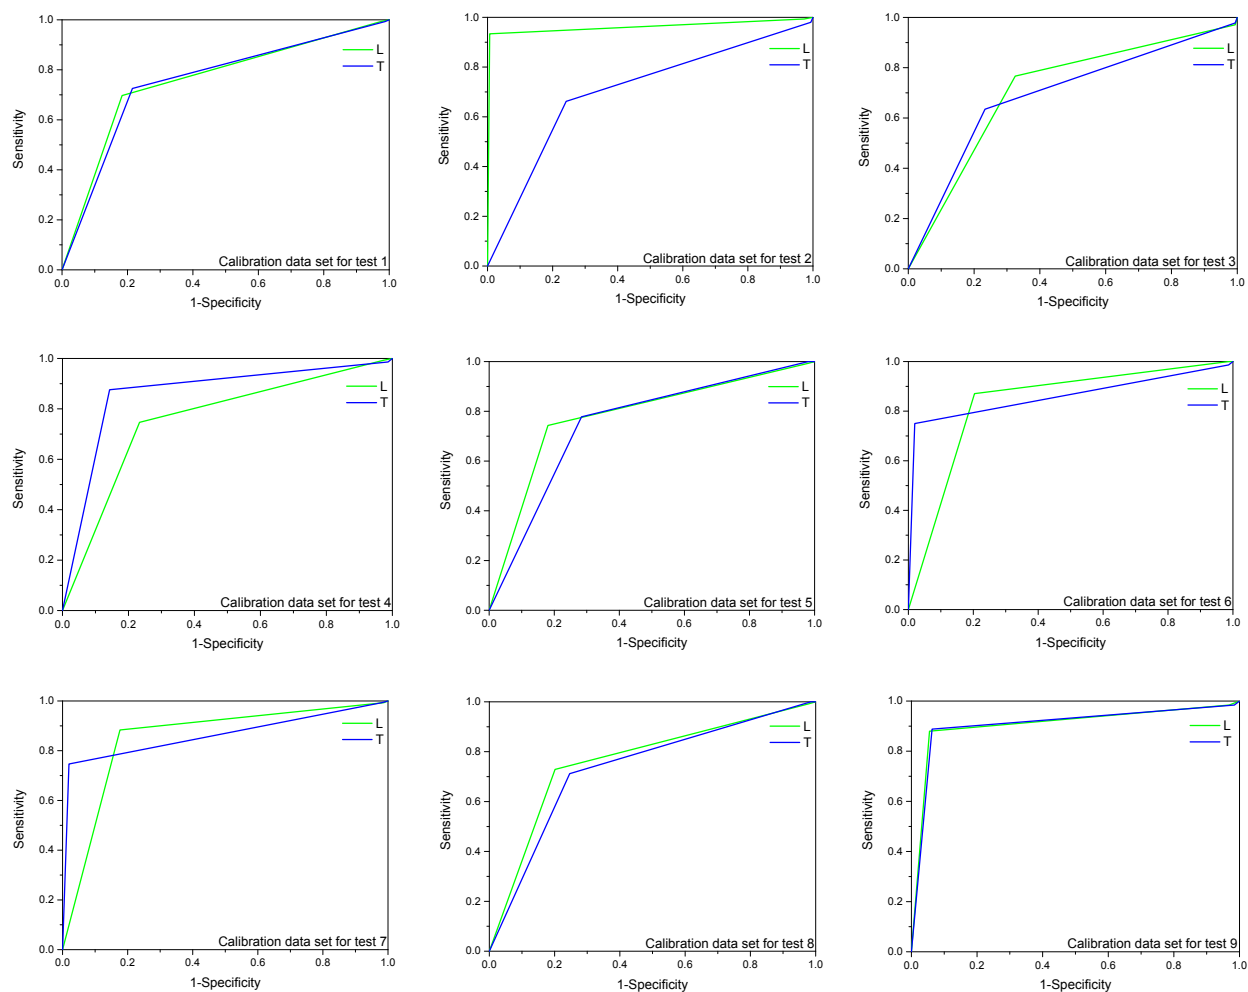 1.0
0.8
0.6
0.4
0.2
0.0
Sensitivity
L
T
Calibration data set for test 1
0.0 0.2 0.4 0.6 0.8 1.0
1-Specificity
1.0
0.8
0.6
0.4
0.2
0.0
Sensitivity
L
T
Calibration data set for test 2
0.0 0.2 0.4 0.6 0.8 1.0
1-Specificity
1.0
0.8
0.6
0.4
0.2
0.0
Sensitivity
L
T
Calibration data set for test 3
0.0 0.2 0.4 0.6 0.8 1.0
1-Specificity
1.0
0.8
0.6
0.4
0.2
0.0
Sensitivity
L
T
Calibration data set for test 4
0.0 0.2 0.4 0.6 0.8 1.0
1-Specificity
1.0
0.8
0.6
0.4
0.2
0.0
Sensitivity
L
T
Calibration data set for test 5
0.0 0.2 0.4 0.6 0.8 1.0
1-Specificity
1.0
0.8
0.6
0.4
0.2
0.0
Sensitivity
L
T
Calibration data set for test 6
0.0 0.2 0.4 0.6 0.8 1.0
1-Specificity
1.0
0.8
0.6
0.4
0.2
0.0
Sensitivity
L
T
Calibration data set for test 7
0.0 0.2 0.4 0.6 0.8 1.0
1-Specificity
1.0
0.8
0.6
0.4
0.2
0.0
Sensitivity
L
T
Calibration data set for test 8
0.0 0.2 0.4 0.6 0.8 1.0
1-Specificity
1.0
0.8
0.6
0.4
0.2
0.0
Sensitivity
L
T
Calibration data set for test 9
0.0 0.2 0.4 0.6 0.8 1.0
1-Specificity